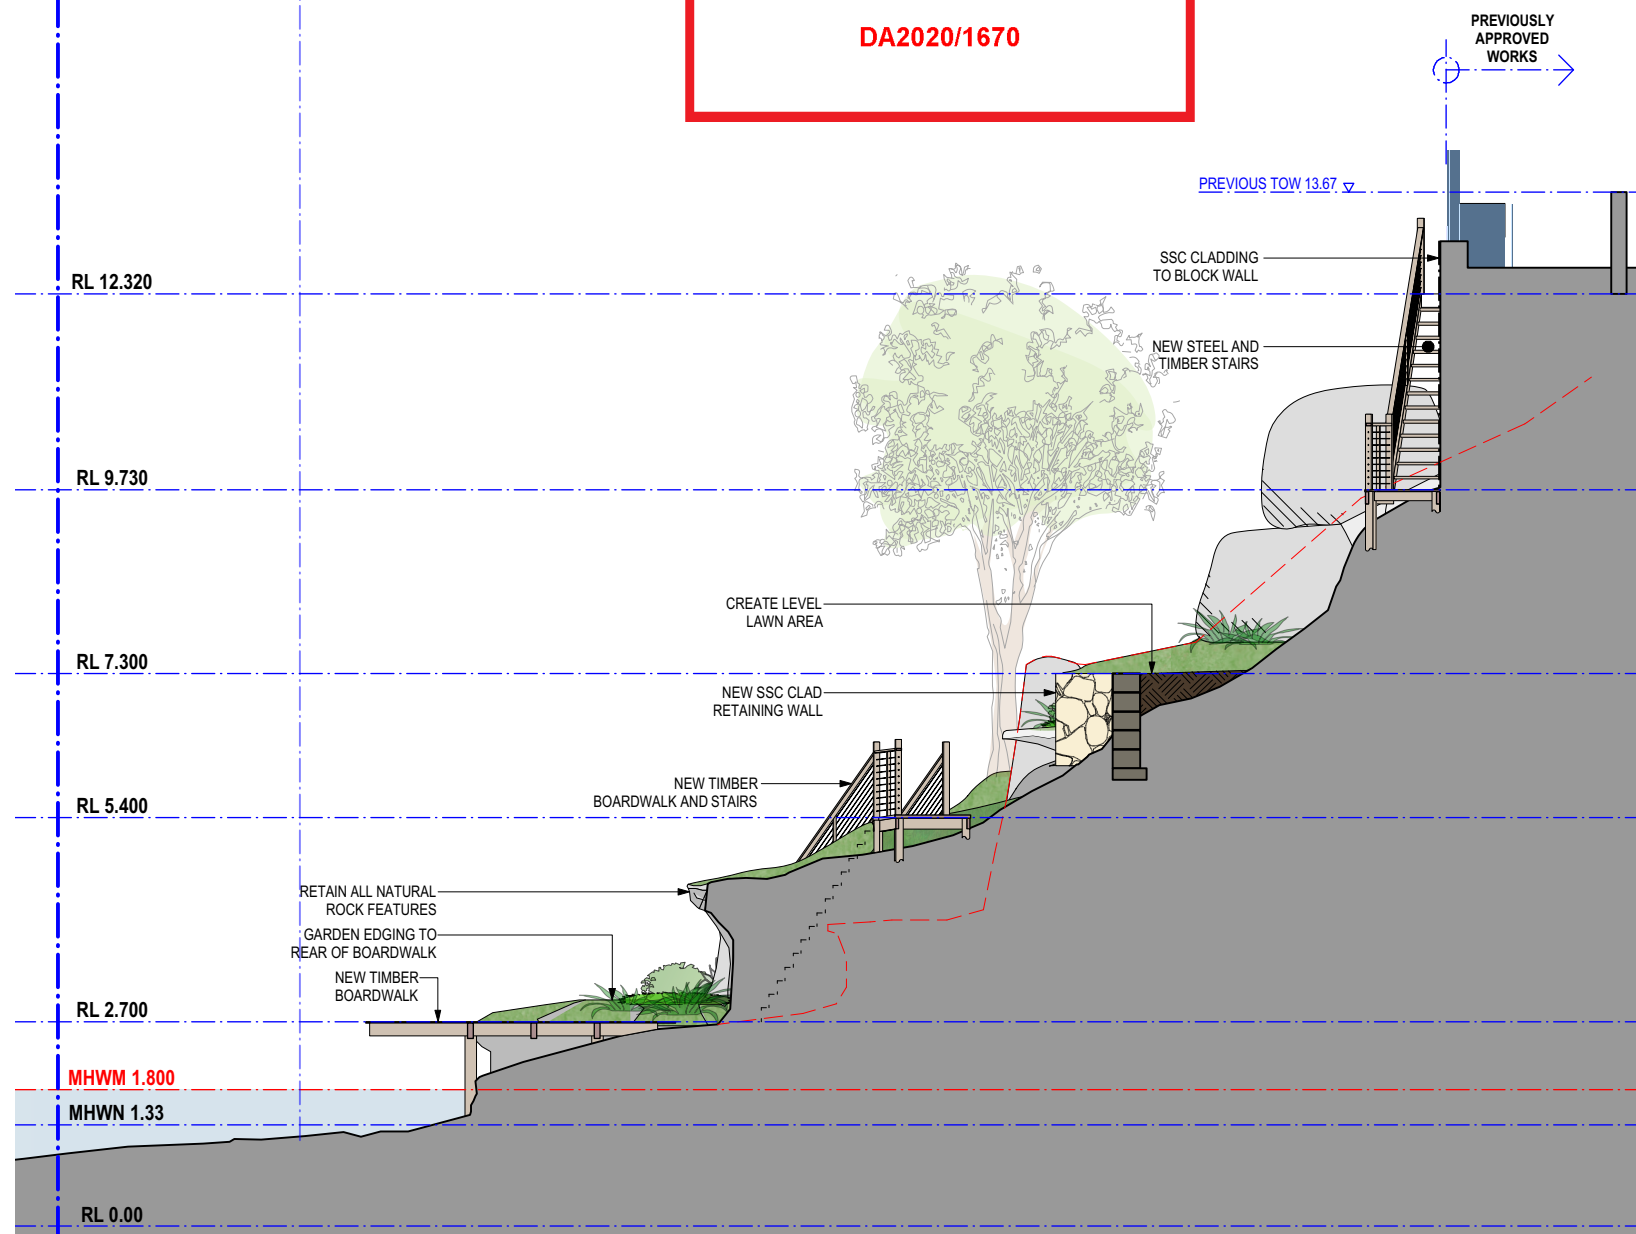 DA2020/1670
PREVIOUSLY
APPROVED
WORKS
PREVIOUS TOW 13.67
SSC CLADDING
TO BLOCK WALL
RL 12.320
NEW STEEL AND
TIMBER STAIRS
RL 9.730
CREATE LEVEL
LAWN AREA
RL 7.300
NEW SSC CLAD
RETAINING WALL
NEW TIMBER
BOARDWALK AND STAIRS
RL 5.400
RETAIN ALL NATURAL
ROCK FEATURES
GARDEN EDGING TO
REAR OF BOARDWALK
NEW TIMBER
BOARDWALK
RL 2.700
MHWM 1.800
MHWN 1.33
RL 0.00